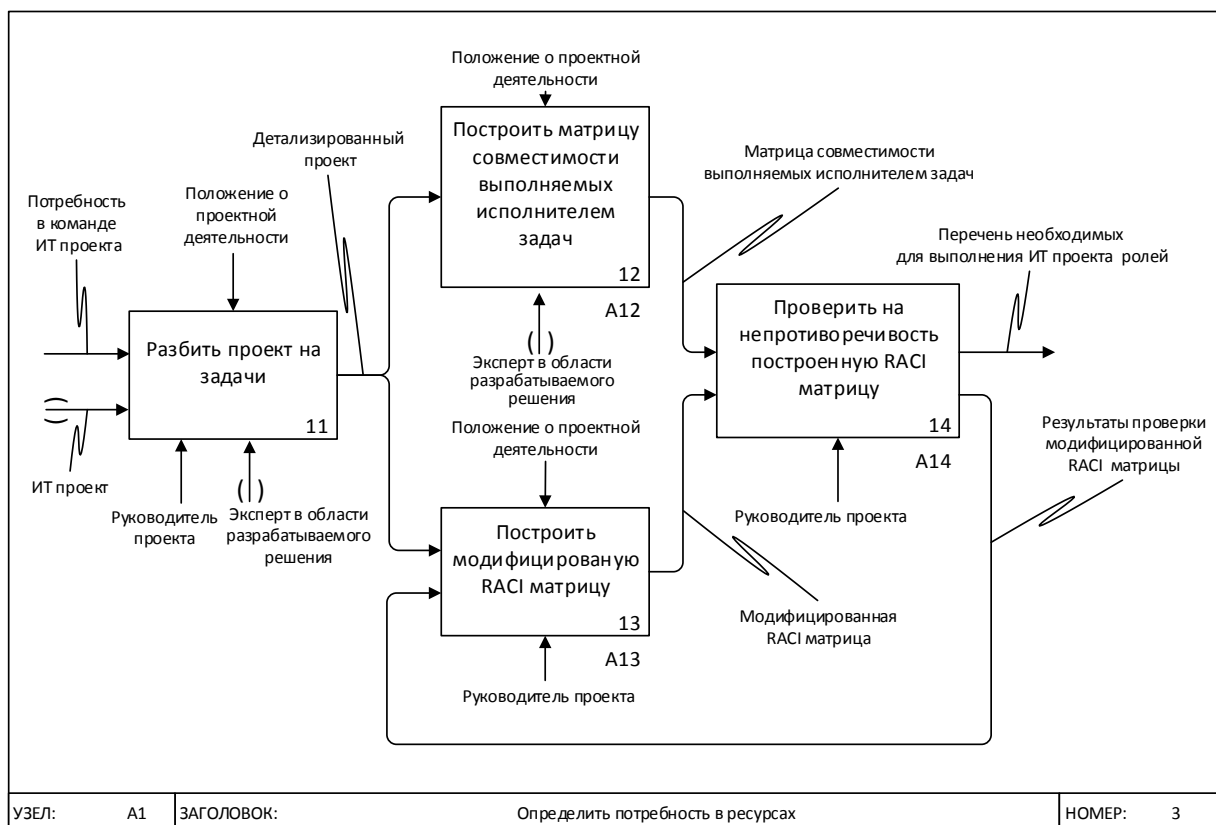 Положение о проектной
деятельности
Построить матрицу
совместимости
выполняемых
исполнителем
задач
12
А12
Детализированный
проект
Матрица совместимости
выполняемых исполнителем задач
Потребность
в команде
ИТ проекта
Положение о
проектной
деятельности
Перечень необходимых
для выполнения ИТ проекта ролей
Разбить проект на
задачи
11
Проверить на
непротиворечивость
построенную RACI
матрицу
14
А14
Эксперт в области
разрабатываемого
решения
Положение о проектной
деятельности
Результаты проверки
модифицированной
RACI матрицы
ИТ проект
Руководитель
проекта
Эксперт в области
разрабатываемого
решения
Руководитель проекта
Построить
модифицированую
RACI матрицу
13
А13
Модифицированная
RACI матрица
Руководитель проекта
УЗЕЛ: А1 ЗАГОЛОВОК: Определить потребность в ресурсах НОМЕР: 3